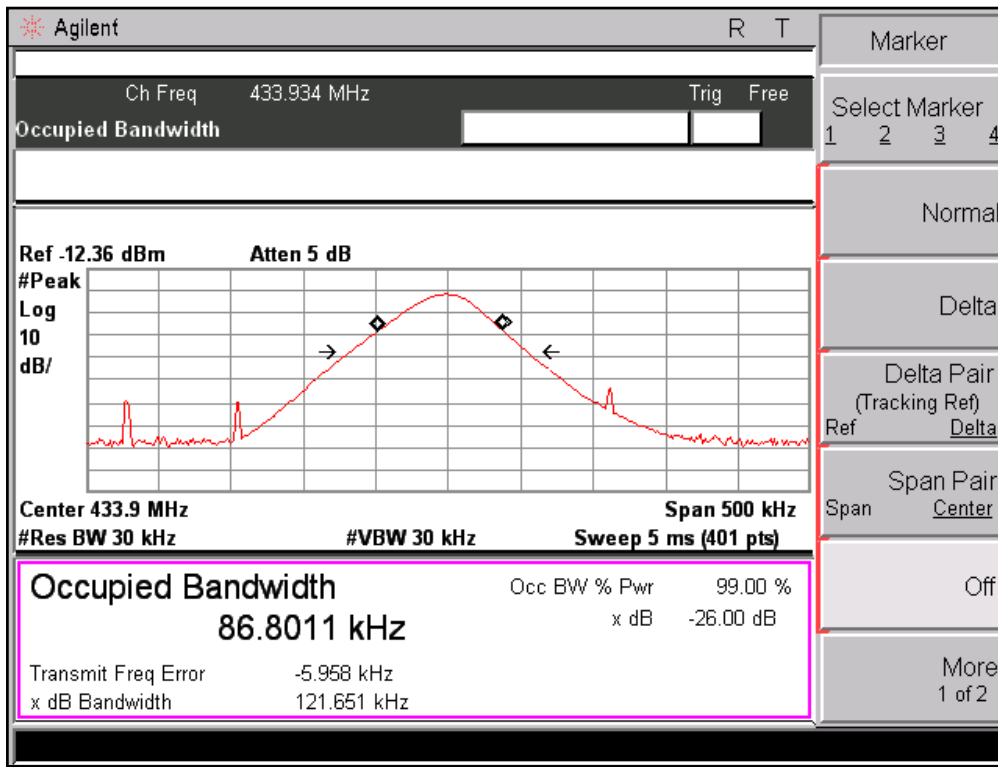 Agilent R T
Ch Freq 433.934 MHz Trig Free
Occupied Bandwidth
Ref -12.36 dBm Atten 5 dB
#Peak
Log
10
dB/
Center 433.9 MHz Span 500 kHz
#Res BW 30 kHz #VBW 30 kHz Sweep 5 ms (401 pts)
Occupied Bandwidth
86.8011 kHz
Occ BW % Pwr 99.00 %
x dB -26.00 dB
Transmit Freq Error -5.958 kHz
x dB Bandwidth 121.651 kHz
Marker
Select Marker
1 2 3 4
Normal
Delta
Delta Pair
(Tracking Ref)
Ref Delta
Span Pair
Span Center
Off
More
1 of 2